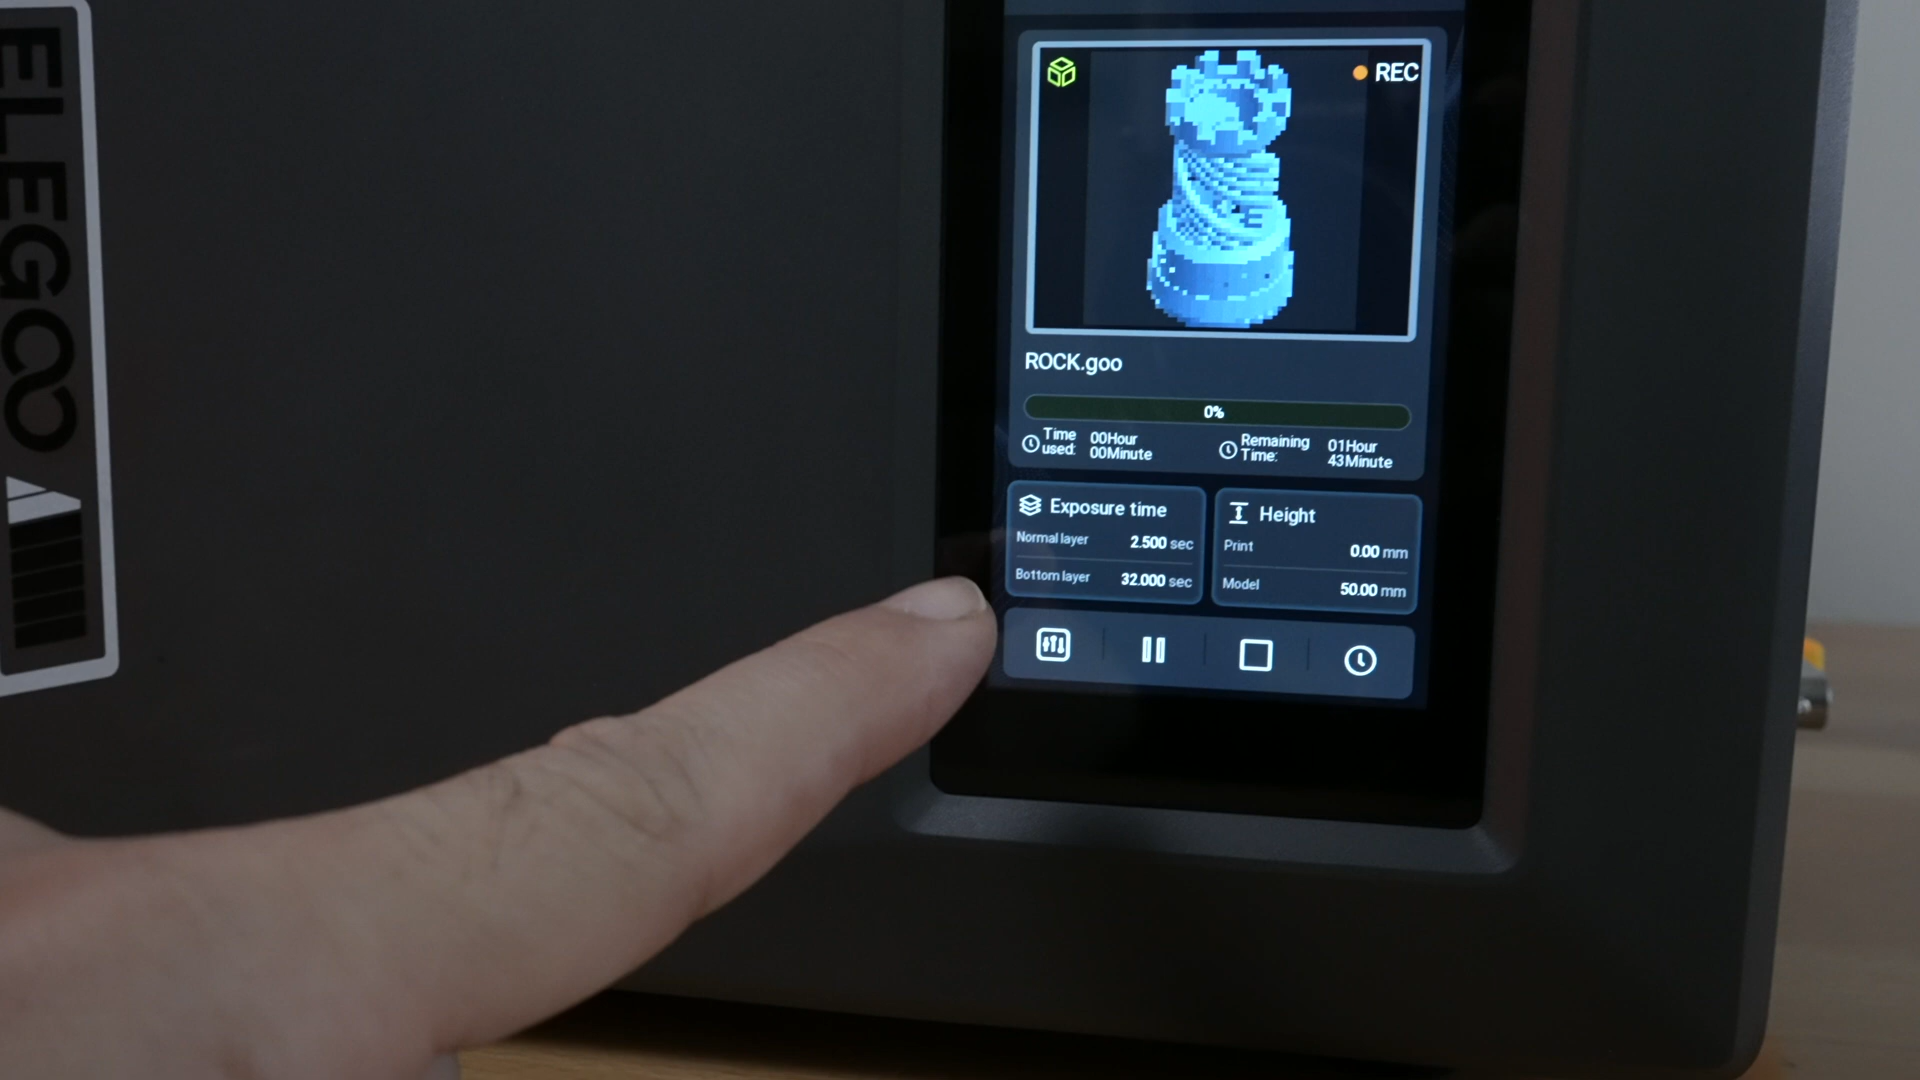 ELEGOO
REC
E
ROCK.goo
0%
Time used: 00Hour 00Minute
Remaining Time: 01Hour 43Minute
Exposure time
Normal layer 2.500 sec
Bottom layer 32.000 sec
Height
Print 0.00 mm
Model 50.00 mm